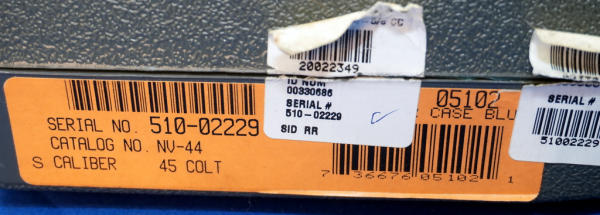 20022349
ID NUM
00330686
SERIAL #
510-02229
SID RR
SERIAL NO. 510-02229
CATALOG NO. NV-44
S CALIBER 45 COLT
05102
: CASE BLU
7 36676 05102 1
SERIAL #
51002229